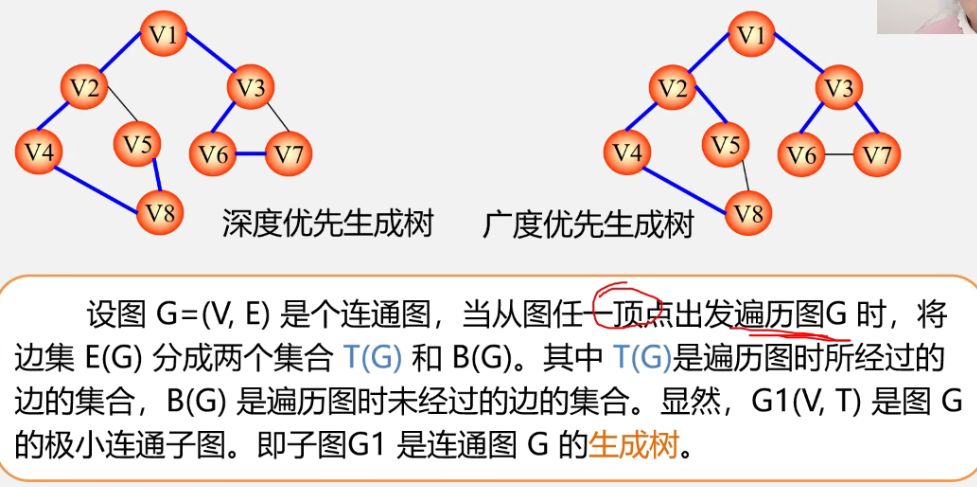 V1
V1
V2
V3
V2
V3
V4
V5
V6
V7
V4
V5
V6
V7
V8
V8
深度优先生成树
广度优先生成树
设图 G=(V, E) 是个连通图，当从图任一顶点出发遍历图G 时，将
边集 E(G) 分成两个集合 T(G) 和 B(G)。其中 T(G)是遍历图时所经过的
边的集合，B(G) 是遍历图时未经过的边的集合。显然，G1(V, T) 是图 G
的极小连通子图。即子图G1 是连通图 G 的生成树。